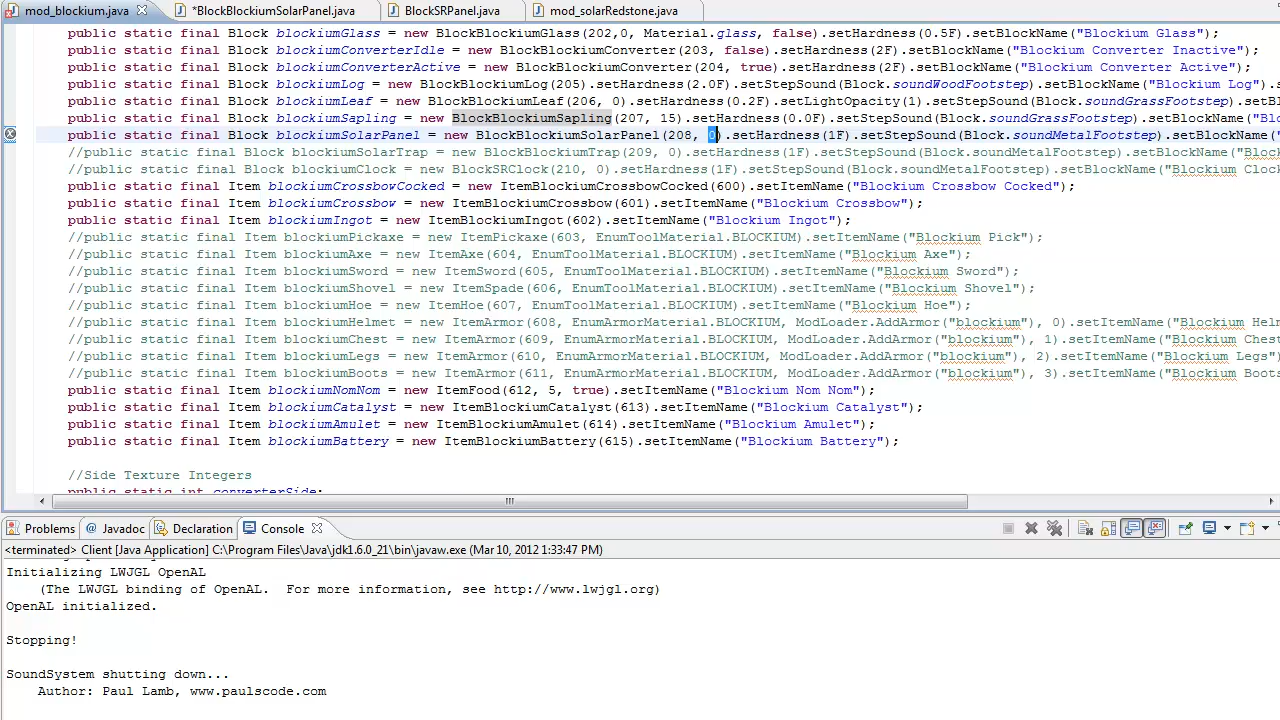 mod_blockium.java *BlockBlockiumSolarPanel.java BlockSRPanel.java mod_solarRedstone.java
public static final Block blockiumGlass = new BlockBlockiumGlass(202,0, Material.glass, false).setHardness(0.5F).setBlockName("Blockium Glass");
public static final Block blockiumConverterIdle = new BlockBlockiumConverter(203, false).setHardness(2F).setBlockName("Blockium Converter Inactive");
public static final Block blockiumConverterActive = new BlockBlockiumConverter(204, true).setHardness(2F).setBlockName("Blockium Converter Active");
public static final Block blockiumLog = new BlockBlockiumLog(205).setHardness(2.0F).setStepSound(Block.soundWoodFootstep).setBlockName("Blockium Log").s
public static final Block blockiumLeaf = new BlockBlockiumLeaf(206, 0).setHardness(0.2F).setLightOpacity(1).setStepSound(Block.soundGrassFootstep).setBl
public static final Block blockiumSapling = new BlockBlockiumSapling(207, 15).setHardness(0.0F).setStepSound(Block.soundGrassFootstep).setBlockName("Blo
public static final Block blockiumSolarPanel = new BlockBlockiumSolarPanel(208, 0).setHardness(1F).setStepSound(Block.soundMetalFootstep).setBlockName("
//public static final Block blockiumSolarTrap = new BlockBlockiumTrap(209, 0).setHardness(1F).setStepSound(Block.soundMetalFootstep).setBlockName("Block
//public static final Block blockiumClock = new BlockSRClock(210, 0).setHardness(1F).setStepSound(Block.soundMetalFootstep).setBlockName("Blockium Clock
public static final Item blockiumCrossbowCocked = new ItemBlockiumCrossbowCocked(600).setItemName("Blockium Crossbow Cocked");
public static final Item blockiumCrossbow = new ItemBlockiumCrossbow(601).setItemName("Blockium Crossbow");
public static final Item blockiumIngot = new ItemBlockiumIngot(602).setItemName("Blockium Ingot");
//public static final Item blockiumPickaxe = new ItemPickaxe(603, EnumToolMaterial.BLOCKIUM).setItemName("Blockium Pick");
//public static final Item blockiumAxe = new ItemAxe(604, EnumToolMaterial.BLOCKIUM).setItemName("Blockium Axe");
//public static final Item blockiumSword = new ItemSword(605, EnumToolMaterial.BLOCKIUM).setItemName("Blockium Sword");
//public static final Item blockiumShovel = new ItemSpade(606, EnumToolMaterial.BLOCKIUM).setItemName("Blockium Shovel");
//public static final Item blockiumHoe = new ItemHoe(607, EnumToolMaterial.BLOCKIUM).setItemName("Blockium Hoe");
//public static final Item blockiumHelmet = new ItemArmor(608, EnumArmorMaterial.BLOCKIUM, ModLoader.AddArmor("blockium"), 0).setItemName("Blockium Helm
//public static final Item blockiumChest = new ItemArmor(609, EnumArmorMaterial.BLOCKIUM, ModLoader.AddArmor("blockium"), 1).setItemName("Blockium Chest
//public static final Item blockiumLegs = new ItemArmor(610, EnumArmorMaterial.BLOCKIUM, ModLoader.AddArmor("blockium"), 2).setItemName("Blockium Legs")
//public static final Item blockiumBoots = new ItemArmor(611, EnumArmorMaterial.BLOCKIUM, ModLoader.AddArmor("blockium"), 3).setItemName("Blockium Boots
public static final Item blockiumNomNom = new ItemFood(612, 5, true).setItemName("Blockium Nom Nom");
public static final Item blockiumCatalyst = new ItemBlockiumCatalyst(613).setItemName("Blockium Catalyst");
public static final Item blockiumAmulet = new ItemBlockiumAmulet(614).setItemName("Blockium Amulet");
public static final Item blockiumBattery = new ItemBlockiumBattery(615).setItemName("Blockium Battery");
//Side Texture Integers
public static int converterSide;
Problems Javadoc Declaration Console
<terminated> Client [Java Application] C:\Program Files\Java\jdk1.6.0_21\bin\javaw.exe (Mar 10, 2012 1:33:47 PM)
Initializing LWJGL OpenAL
(The LWJGL binding of OpenAL.  For more information, see http://www.lwjgl.org)
OpenAL initialized.
Stopping!
SoundSystem shutting down...
Author: Paul Lamb, www.paulscode.com